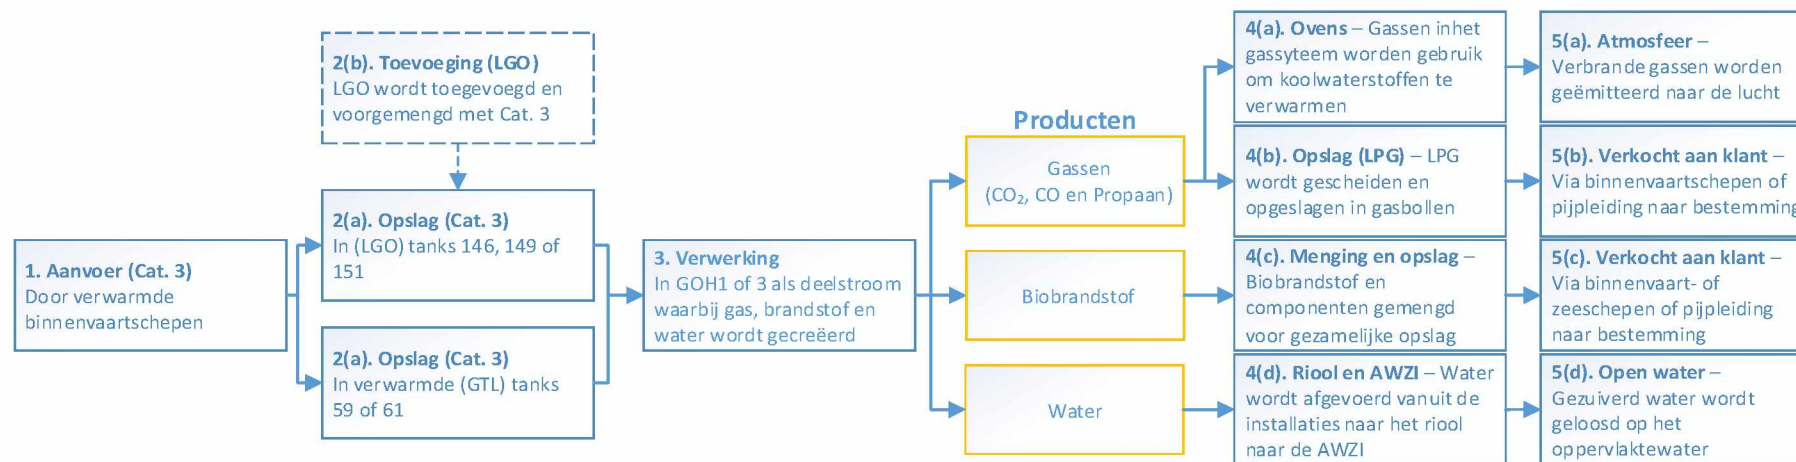 1. Aanvoer (Cat. 3)
Door verwarmde
binnenvaartschepen
2(b). Toevoeging (LGO)
LGO wordt toegevoegd en
voorgemengd met Cat. 3
2(a). Opslag (Cat. 3)
In (LGO) tanks 146, 149 of
151
2(a). Opslag (Cat. 3)
In verwarmde (GTL) tanks
59 of 61
3. Verwerking
In GOH1 of 3 als deelstroom
waarbij gas, brandstof en
water wordt gecreëerd
Producten
Gassen
(CO₂, CO en Propaan)
Biobrandstof
Water
4(a). Ovens – Gassen inhet
gassyteem worden gebruik
om koolwaterstoffen te
verwarmen
4(b). Opslag (LPG) – LPG
wordt gescheiden en
opgeslagen in gasbollen
4(c). Menging en opslag –
Biobrandstof en
componenten gemengd
voor gezamelijke opslag
4(d). Riool en AWZI – Water
wordt afgevoerd vanuit de
installaties naar het riool
naar de AWZI
5(a). Atmosfeer –
Verbrande gassen worden
geëmitteerd naar de lucht
5(b). Verkocht aan klant –
Via binnenvaartschepen of
pijpleiding naar bestemming
5(c). Verkocht aan klant –
Via binnenvaart- of
zeeschepen of pijpleiding
naar bestemming
5(d). Open water –
Gezuiverd water wordt
geloosd op het
oppervlaktewater